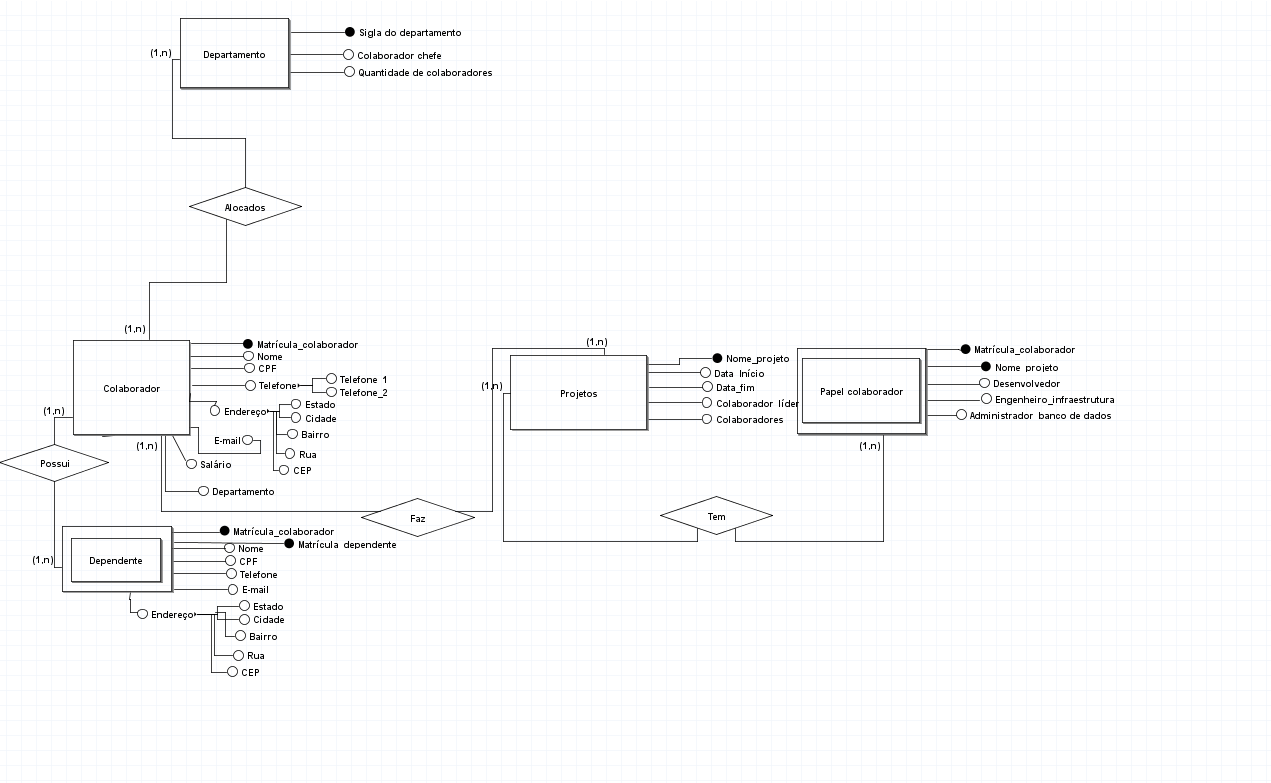 Sigla do departamento
(1,n)
Departamento
Colaborador chefe
Quantidade de colaboradores
Alocados
(1,n)
Colaborador
Matrícula_colaborador
Nome
CPF
Telefone
Telefone 1
Telefone_2
Endereço
Estado
Cidade
Bairro
Rua
CEP
E-mail
Salário
Departamento
(1,n)
(1,n)
Possui
(1,n)
Dependente
Matrícula_colaborador
Matrícula dependente
Nome
CPF
Telefone
E-mail
Endereço
Estado
Cidade
Bairro
Rua
CEP
Faz
(1,n)
(1,n)
Projetos
Nome_projeto
Data Início
Data_fim
Colaborador líder
Colaboradores
Tem
(1,n)
Papel colaborador
Matrícula_colaborador
Nome projeto
Desenvolvedor
Engenheiro_infraestrutura
Administrador banco de dados